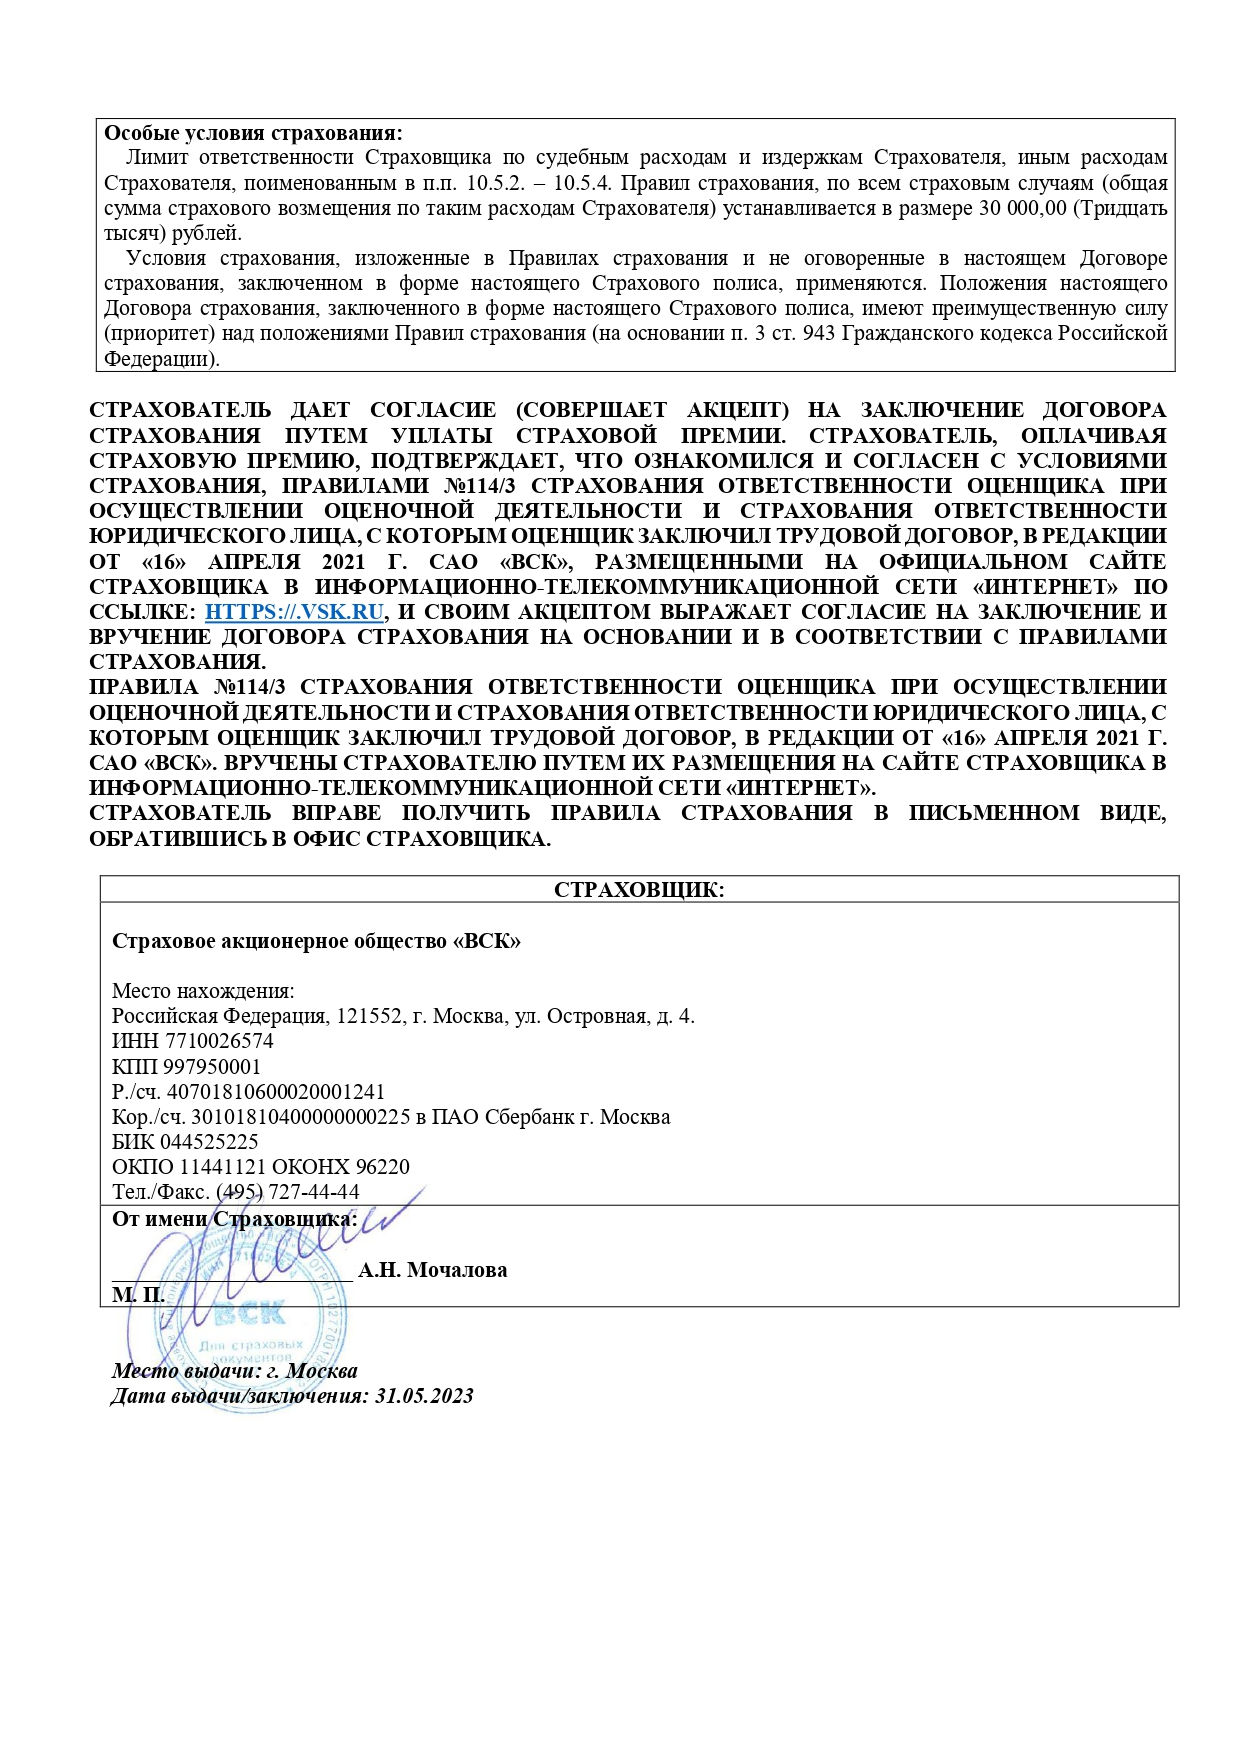 Особые условия страхования:
Лимит ответственности Страховщика по судебным расходам и издержкам Страхователя, иным расходам
Страхователя, поименованным в п.п. 10.5.2. – 10.5.4. Правил страхования, по всем страховым случаям (общая
сумма страхового возмещения по таким расходам Страхователя) устанавливается в размере 30 000,00 (Тридцать
тысяч) рублей.
Условия страхования, изложенные в Правилах страхования и не оговоренные в настоящем Договоре
страхования, заключенном в форме настоящего Страхового полиса, применяются. Положения настоящего
Договора страхования, заключенного в форме настоящего Страхового полиса, имеют преимущественную силу
(приоритет) над положениями Правил страхования (на основании п. 3 ст. 943 Гражданского кодекса Российской
Федерации).
СТРАХОВАТЕЛЬ ДАЕТ СОГЛАСИЕ (СОВЕРШАЕТ АКЦЕПТ) НА ЗАКЛЮЧЕНИЕ ДОГОВОРА
СТРАХОВАНИЯ ПУТЕМ УПЛАТЫ СТРАХОВОЙ ПРЕМИИ. СТРАХОВАТЕЛЬ, ОПЛАЧИВАЯ
СТРАХОВУЮ ПРЕМИЮ, ПОДТВЕРЖДАЕТ, ЧТО ОЗНАКОМИЛСЯ И СОГЛАСЕН С УСЛОВИЯМИ
СТРАХОВАНИЯ, ПРАВИЛАМИ №114/3 СТРАХОВАНИЯ ОТВЕТСТВЕННОСТИ ОЦЕНЩИКА ПРИ
ОСУЩЕСТВЛЕНИИ ОЦЕНОЧНОЙ ДЕЯТЕЛЬНОСТИ И СТРАХОВАНИЯ ОТВЕТСТВЕННОСТИ
ЮРИДИЧЕСКОГО ЛИЦА, С КОТОРЫМ ОЦЕНЩИК ЗАКЛЮЧИЛ ТРУДОВОЙ ДОГОВОР, В РЕДАКЦИИ
ОТ «16» АПРЕЛЯ 2021 Г. САО «ВСК», РАЗМЕЩЕННЫМИ НА ОФИЦИАЛЬНОМ САЙТЕ
СТРАХОВЩИКА В ИНФОРМАЦИОННО-ТЕЛЕКОММУНИКАЦИОННОЙ СЕТИ «ИНТЕРНЕТ» ПО
ССЫЛКЕ: HTTPS://.VSK.RU, И СВОИМ АКЦЕПТОМ ВЫРАЖАЕТ СОГЛАСИЕ НА ЗАКЛЮЧЕНИЕ И
ВРУЧЕНИЕ ДОГОВОРА СТРАХОВАНИЯ НА ОСНОВАНИИ И В СООТВЕТСТВИИ С ПРАВИЛАМИ
СТРАХОВАНИЯ.
ПРАВИЛА №114/3 СТРАХОВАНИЯ ОТВЕТСТВЕННОСТИ ОЦЕНЩИКА ПРИ ОСУЩЕСТВЛЕНИИ
ОЦЕНОЧНОЙ ДЕЯТЕЛЬНОСТИ И СТРАХОВАНИЯ ОТВЕТСТВЕННОСТИ ЮРИДИЧЕСКОГО ЛИЦА, С
КОТОРЫМ ОЦЕНЩИК ЗАКЛЮЧИЛ ТРУДОВОЙ ДОГОВОР, В РЕДАКЦИИ ОТ «16» АПРЕЛЯ 2021 Г.
САО «ВСК». ВРУЧЕНЫ СТРАХОВАТЕЛЮ ПУТЕМ ИХ РАЗМЕЩЕНИЯ НА САЙТЕ СТРАХОВЩИКА В
ИНФОРМАЦИОННО-ТЕЛЕКОММУНИКАЦИОННОЙ СЕТИ «ИНТЕРНЕТ».
СТРАХОВАТЕЛЬ ВПРАВЕ ПОЛУЧИТЬ ПРАВИЛА СТРАХОВАНИЯ В ПИСЬМЕННОМ ВИДЕ,
ОБРАТИВШИСЬ В ОФИС СТРАХОВЩИКА.
СТРАХОВЩИК:
Страховое акционерное общество «ВСК»
Место нахождения:
Российская Федерация, 121552, г. Москва, ул. Островная, д. 4.
ИНН 7710026574
КПП 997950001
Р./сч. 40701810600020001241
Кор./сч. 30101810400000000225 в ПАО Сбербанк г. Москва
БИК 044525225
ОКПО 11441121 ОКОНХ 96220
Тел./Факс. (495) 727-44-44
От имени Страховщика:
А.Н. Мочалова
М. П.
ВСК
Для страховых
документов
Место выдачи: г. Москва
Дата выдачи/заключения: 31.05.2023